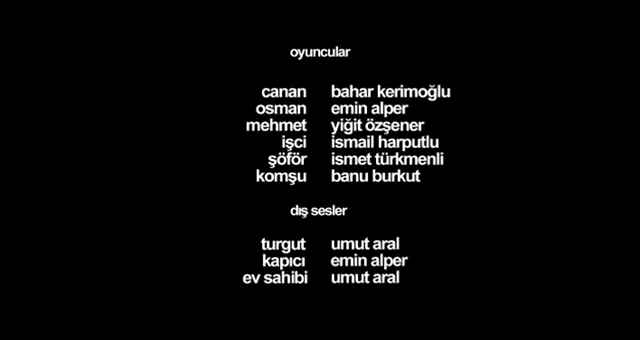 oyuncular
canan bahar kerimoğlu
osman emin alper
mehmet yiğit özşener
işçi ismail harputlu
şöför ismet türkmenli
komşu banu burkut
dış sesler
turgut umut aral
kapıcı emin alper
ev sahibi umut aral